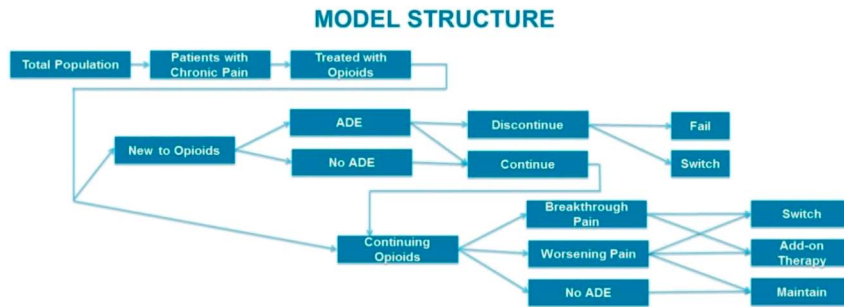 MODEL STRUCTURE
Total Population
Patients with
Chronic Pain
Treated with
Opioids
New to Opioids
ADE
No ADE
Discontinue
Continue
Fail
Switch
Continuing
Opioids
Breakthrough
Pain
Worsening Pain
No ADE
Switch
Add-on
Therapy
Maintain